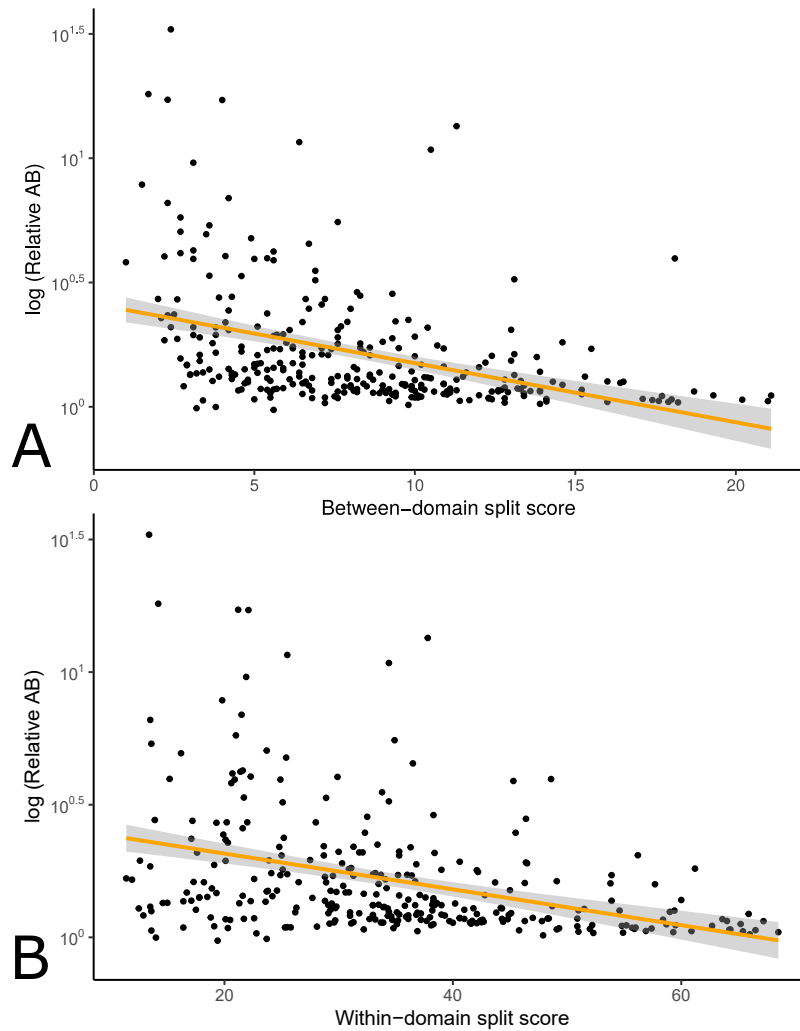 10^1.5
10^1
10^0.5
10^0
log (Relative AB)
A
0 5 10 15 20
Between−domain split score
10^1.5
10^1
10^0.5
10^0
log (Relative AB)
B
20 40 60
Within−domain split score